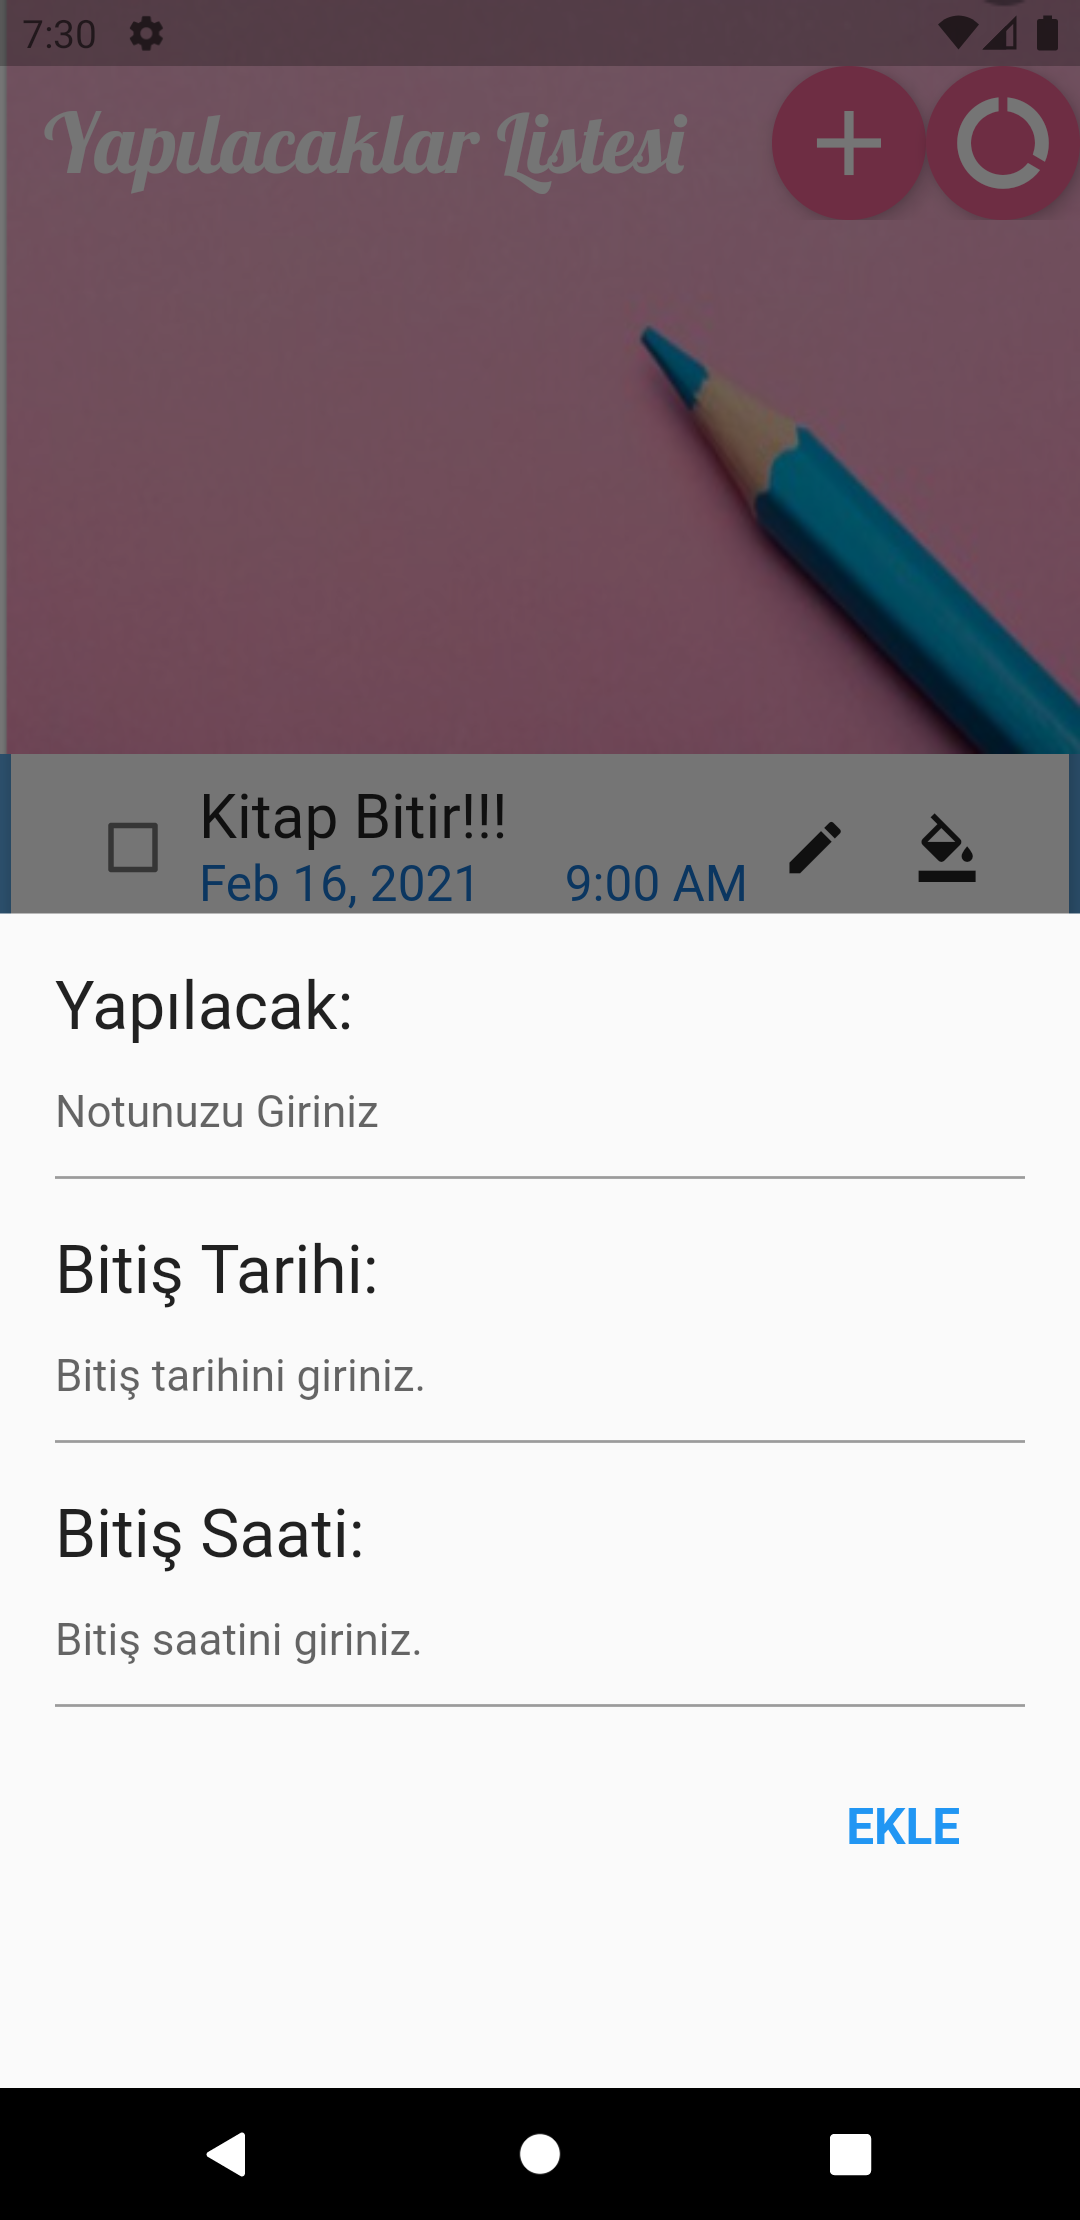 7:30
Yapılacaklar Listesi
Kitap Bitir!!!
Feb 16, 2021 9:00 AM
Yapılacak:
Notunuzu Giriniz
Bitiş Tarihi:
Bitiş tarihini giriniz.
Bitiş Saati:
Bitiş saatini giriniz.
EKLE